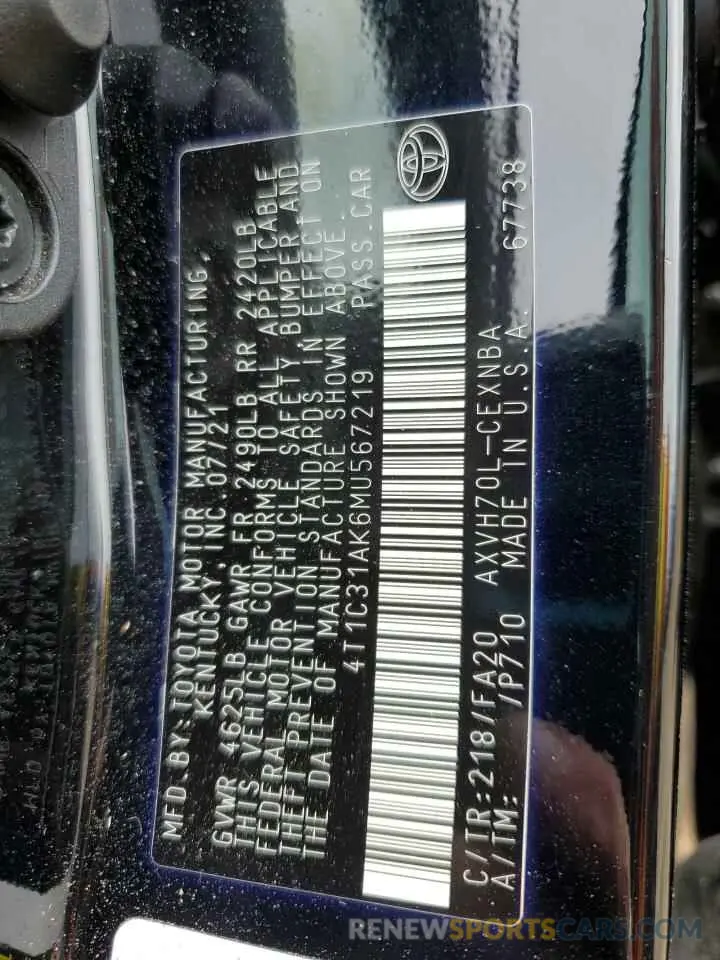 MFD.BY:TOYOTA MOTOR MANUFACTURING,
KENTUCKY, INC.07/21
GVWR 4625LB GAWR FR 2490LB RR 2420LB
THIS VEHICLE CONFORMS TO ALL APPLICABLE
FEDERAL MOTOR VEHICLE SAFETY BUMPER AND
THEFT PREVENTION STANDARDS IN EFFECT ON
THE DATE OF MANUFACTURE SHOWN ABOVE.
4T1C31AK6MU567219 PASS.CAR
C/TR:218/FA20 AXVH70L-CEXNBA
A/TM: /P710 MADE IN U.S.A. 67738
RENEWSPORTSCARS.COM